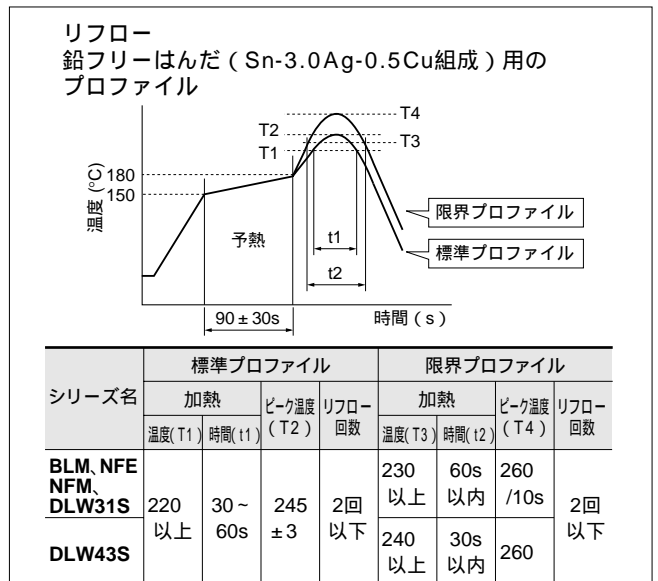 リフロー
鉛フリーはんだ（Sn-3.0Ag-0.5Cu組成）用の
プロファイル
T4
T2
T3
T1
温度(°C)
180
150
限界プロファイル
予熱
t1
標準プロファイル
t2
90±30s
時間（s）
シリーズ名
標準プロファイル
限界プロファイル
加熱
ピーク温度
（T2）
リフロー
回数
加熱
ピーク温度
（T4）
リフロー
回数
温度(T1)
時間(t1)
温度(T3)
時間(t2)
BLM、NFE
NFM、
DLW31S
220
以上
30~
60s
245
±3
2回
以下
230
以上
60s
以内
260
/10s
2回
以下
DLW43S
240
以上
30s
以内
260